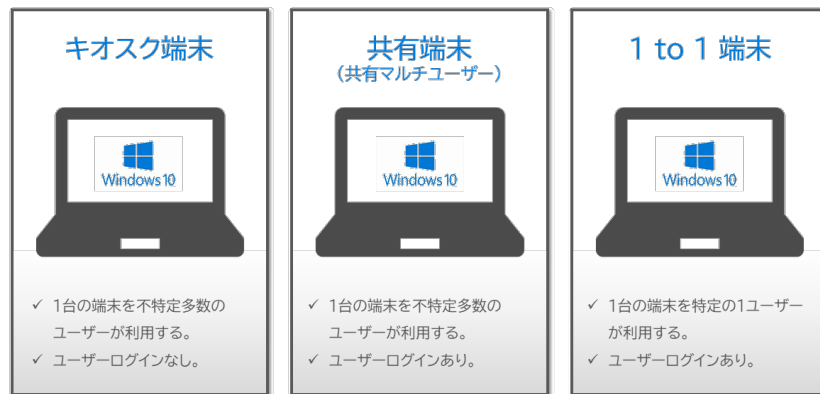 キオスク端末
Windows 10
✓ 1台の端末を不特定多数の
ユーザーが利用する。
✓ ユーザーログインなし。
共有端末
（共有マルチユーザー）
Windows 10
✓ 1台の端末を不特定多数の
ユーザーが利用する。
✓ ユーザーログインあり。
1 to 1 端末
Windows 10
✓ 1台の端末を特定の1ユーザー
が利用する。
✓ ユーザーログインあり。